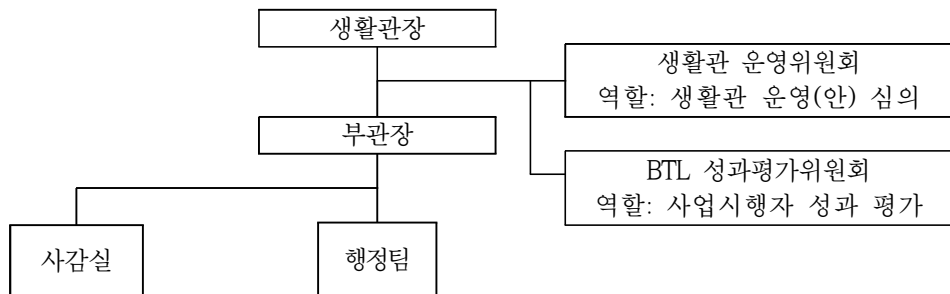 생활관장
생활관 운영위원회
역할: 생활관 운영(안) 심의
부관장
BTL 성과평가위원회
역할: 사업시행자 성과 평가
사감실
행정팀